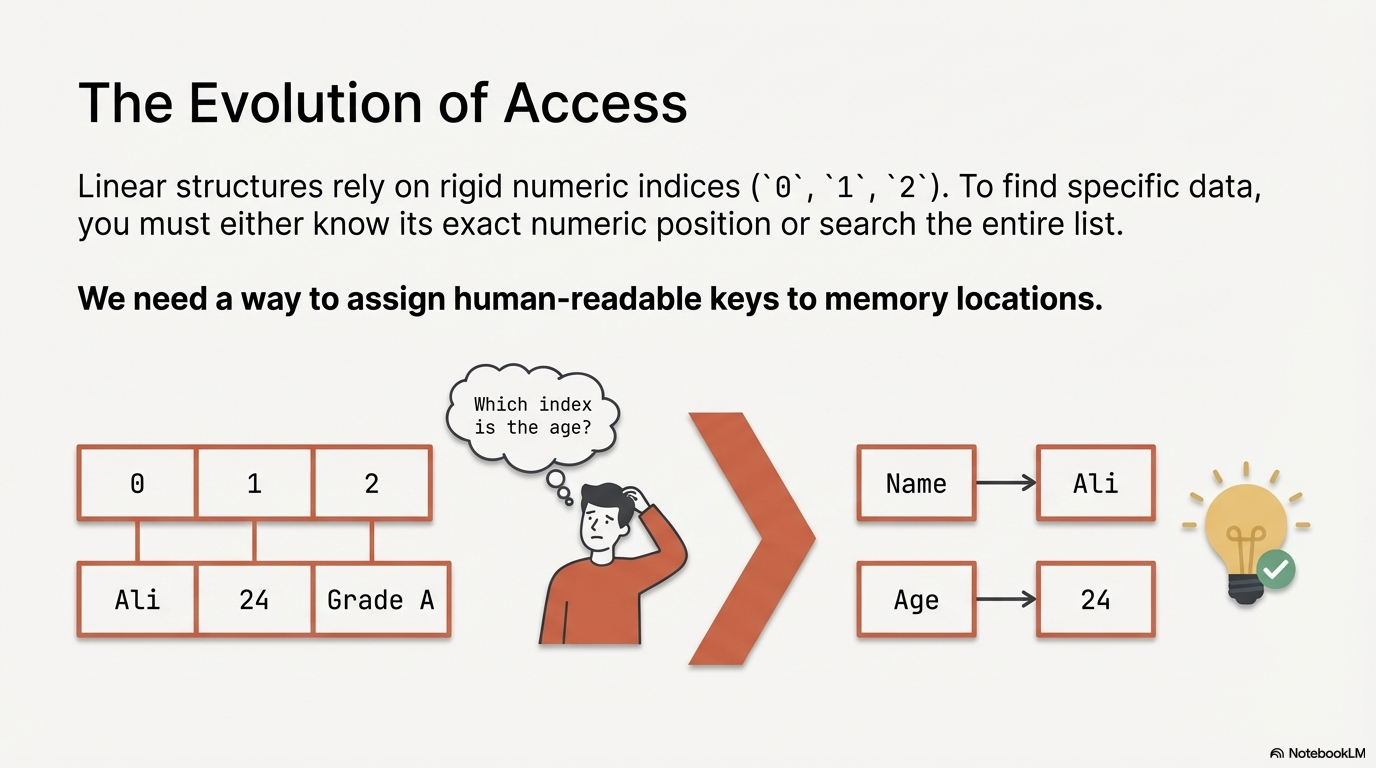 The Evolution of Access
Linear structures rely on rigid numeric indices (`0`, `1`, `2`). To find specific data,
you must either know its exact numeric position or search the entire list.
We need a way to assign human-readable keys to memory locations.
Which index
is the age?
0 1 2
Ali 24 Grade A
Name Ali
Age 24
NotebookLM